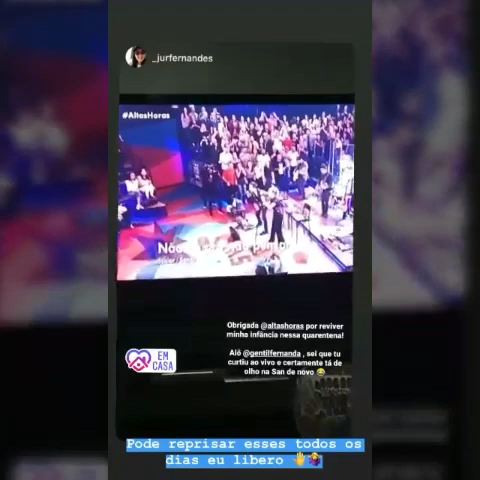 _jurfernandes
#AltasHoras
Obrigada @altashoras por reviver
minha infância nessa quarentena!
Alô @gentilfernanda , sei que tu
curtiu ao vivo e certamente tá de
olho na San de novo 😂
EM
CASA
Pode reprisar esses todos os
dias eu libero 🤚🤷‍♀️